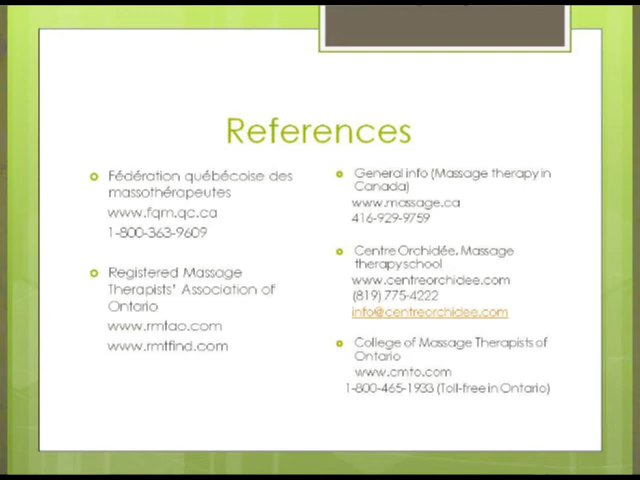 References
Fédération québécoise des
massothérapeutes
www.fqm.qc.ca
1-800-363-9609
Registered Massage
Therapists' Association of
Ontario
www.rmtao.com
www.rmtfind.com
General info (Massage therapy in
Canada)
www.massage.ca
416-929-9759
Centre Orchidée, Massage
therapy school
www.centreorchidee.com
(819) 775-4222
info@centreorchidee.com
College of Massage Therapists of
Ontario
www.cmto.com
1-800-465-1933 (Toll-free in Ontario)